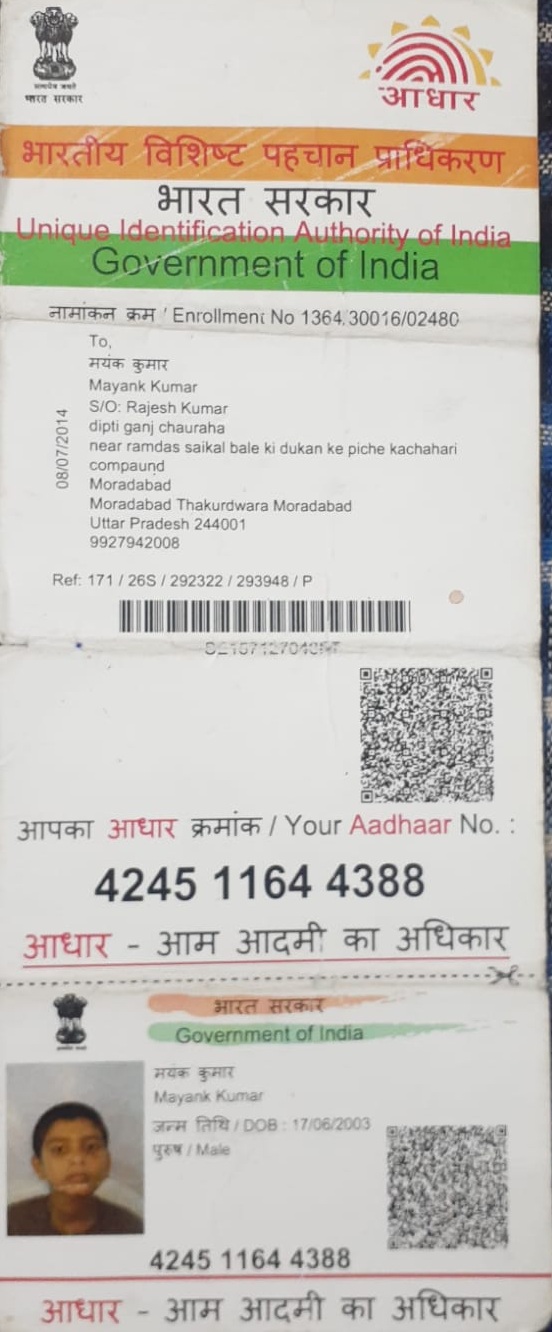 सत्यमेव जयते
भारत सरकार
आधार
भारतीय विशिष्ट पहचान प्राधिकरण
भारत सरकार
Unique Identification Authority of India
Government of India
नामांकन क्रम / Enrollment No 1364.30016/02480
To,
मयंक कुमार
Mayank Kumar
S/O: Rajesh Kumar
dipti ganj chauraha
near ramdas saikal bale ki dukan ke piche kachahari
compaund
Moradabad
Moradabad Thakurdwara Moradabad
Uttar Pradesh 244001
9927942008
08/07/2014
Ref: 171 / 26S / 292322 / 293948 / P
आपका आधार क्रमांक / Your Aadhaar No. :
4245 1164 4388
आधार - आम आदमी का अधिकार
भारत सरकार
Government of India
मयंक कुमार
Mayank Kumar
जन्म तिथि / DOB : 17/06/2003
पुरुष / Male
4245 1164 4388
आधार - आम आदमी का अधिकार